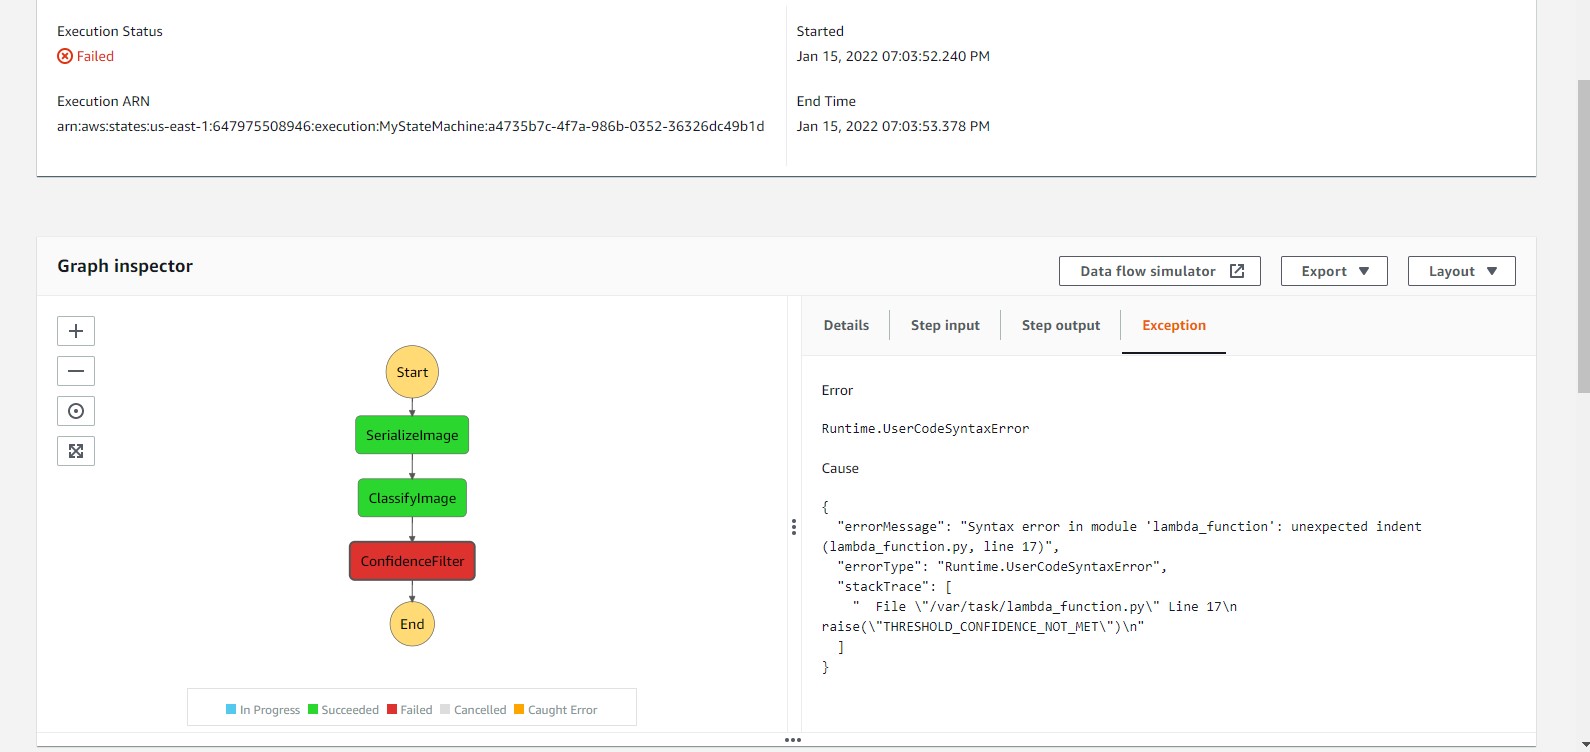 Execution Status
Failed
Execution ARN
arn:aws:states:us-east-1:647975508946:execution:MyStateMachine:a4735b7c-4f7a-986b-0352-36326dc49b1d
Started
Jan 15, 2022 07:03:52.240 PM
End Time
Jan 15, 2022 07:03:53.378 PM
Graph inspector
Data flow simulator
Export
Layout
Start
SerializeImage
ClassifyImage
ConfidenceFilter
End
In Progress Succeeded Failed Cancelled Caught Error
Details Step input Step output Exception
Error
Runtime.UserCodeSyntaxError
Cause
{
"errorMessage": "Syntax error in module 'lambda_function': unexpected indent
(lambda_function.py, line 17)",
"errorType": "Runtime.UserCodeSyntaxError",
"stackTrace": [
"  File \"/var/task/lambda_function.py\" Line 17\n
raise(\"THRESHOLD_CONFIDENCE_NOT_MET\")\n"
]
}